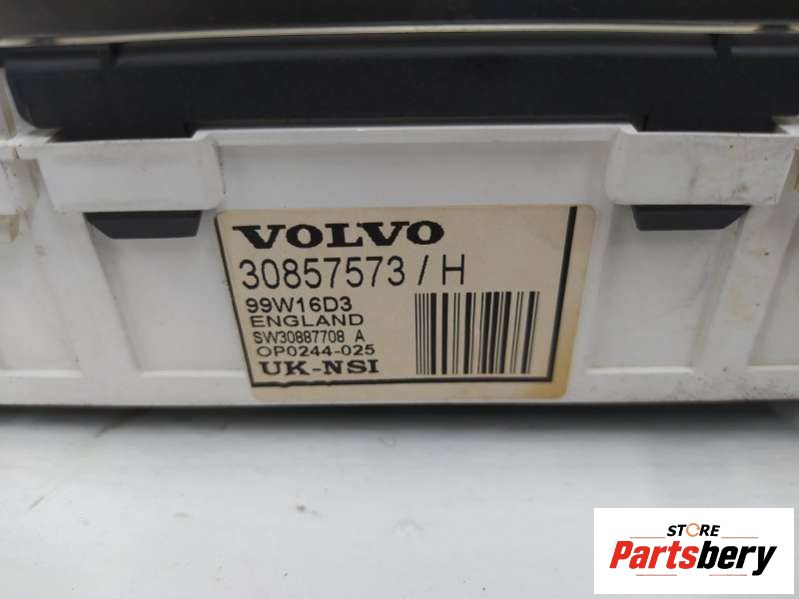 VOLVO
30857573/H
99W16D3
ENGLAND
SW30887708 A
OP0244-025
UK-NSI
STORE
Partsbery